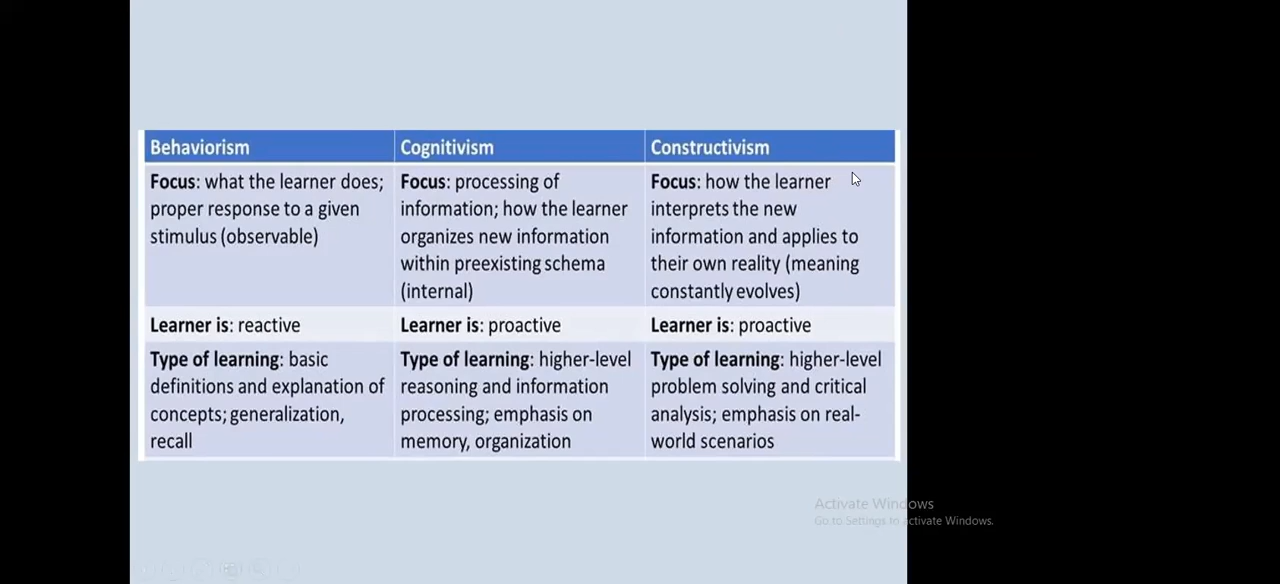 Behaviorism
Cognitivism
Constructivism
Focus: what the learner does;
proper response to a given
stimulus (observable)
Focus: processing of
information; how the learner
organizes new information
within preexisting schema
(internal)
Focus: how the learner
interprets the new
information and applies to
their own reality (meaning
constantly evolves)
Learner is: reactive
Learner is: proactive
Learner is: proactive
Type of learning: basic
definitions and explanation of
concepts; generalization,
recall
Type of learning: higher-level
reasoning and information
processing; emphasis on
memory, organization
Type of learning: higher-level
problem solving and critical
analysis; emphasis on real-
world scenarios
Activate Windows
Go to Settings to activate Windows.